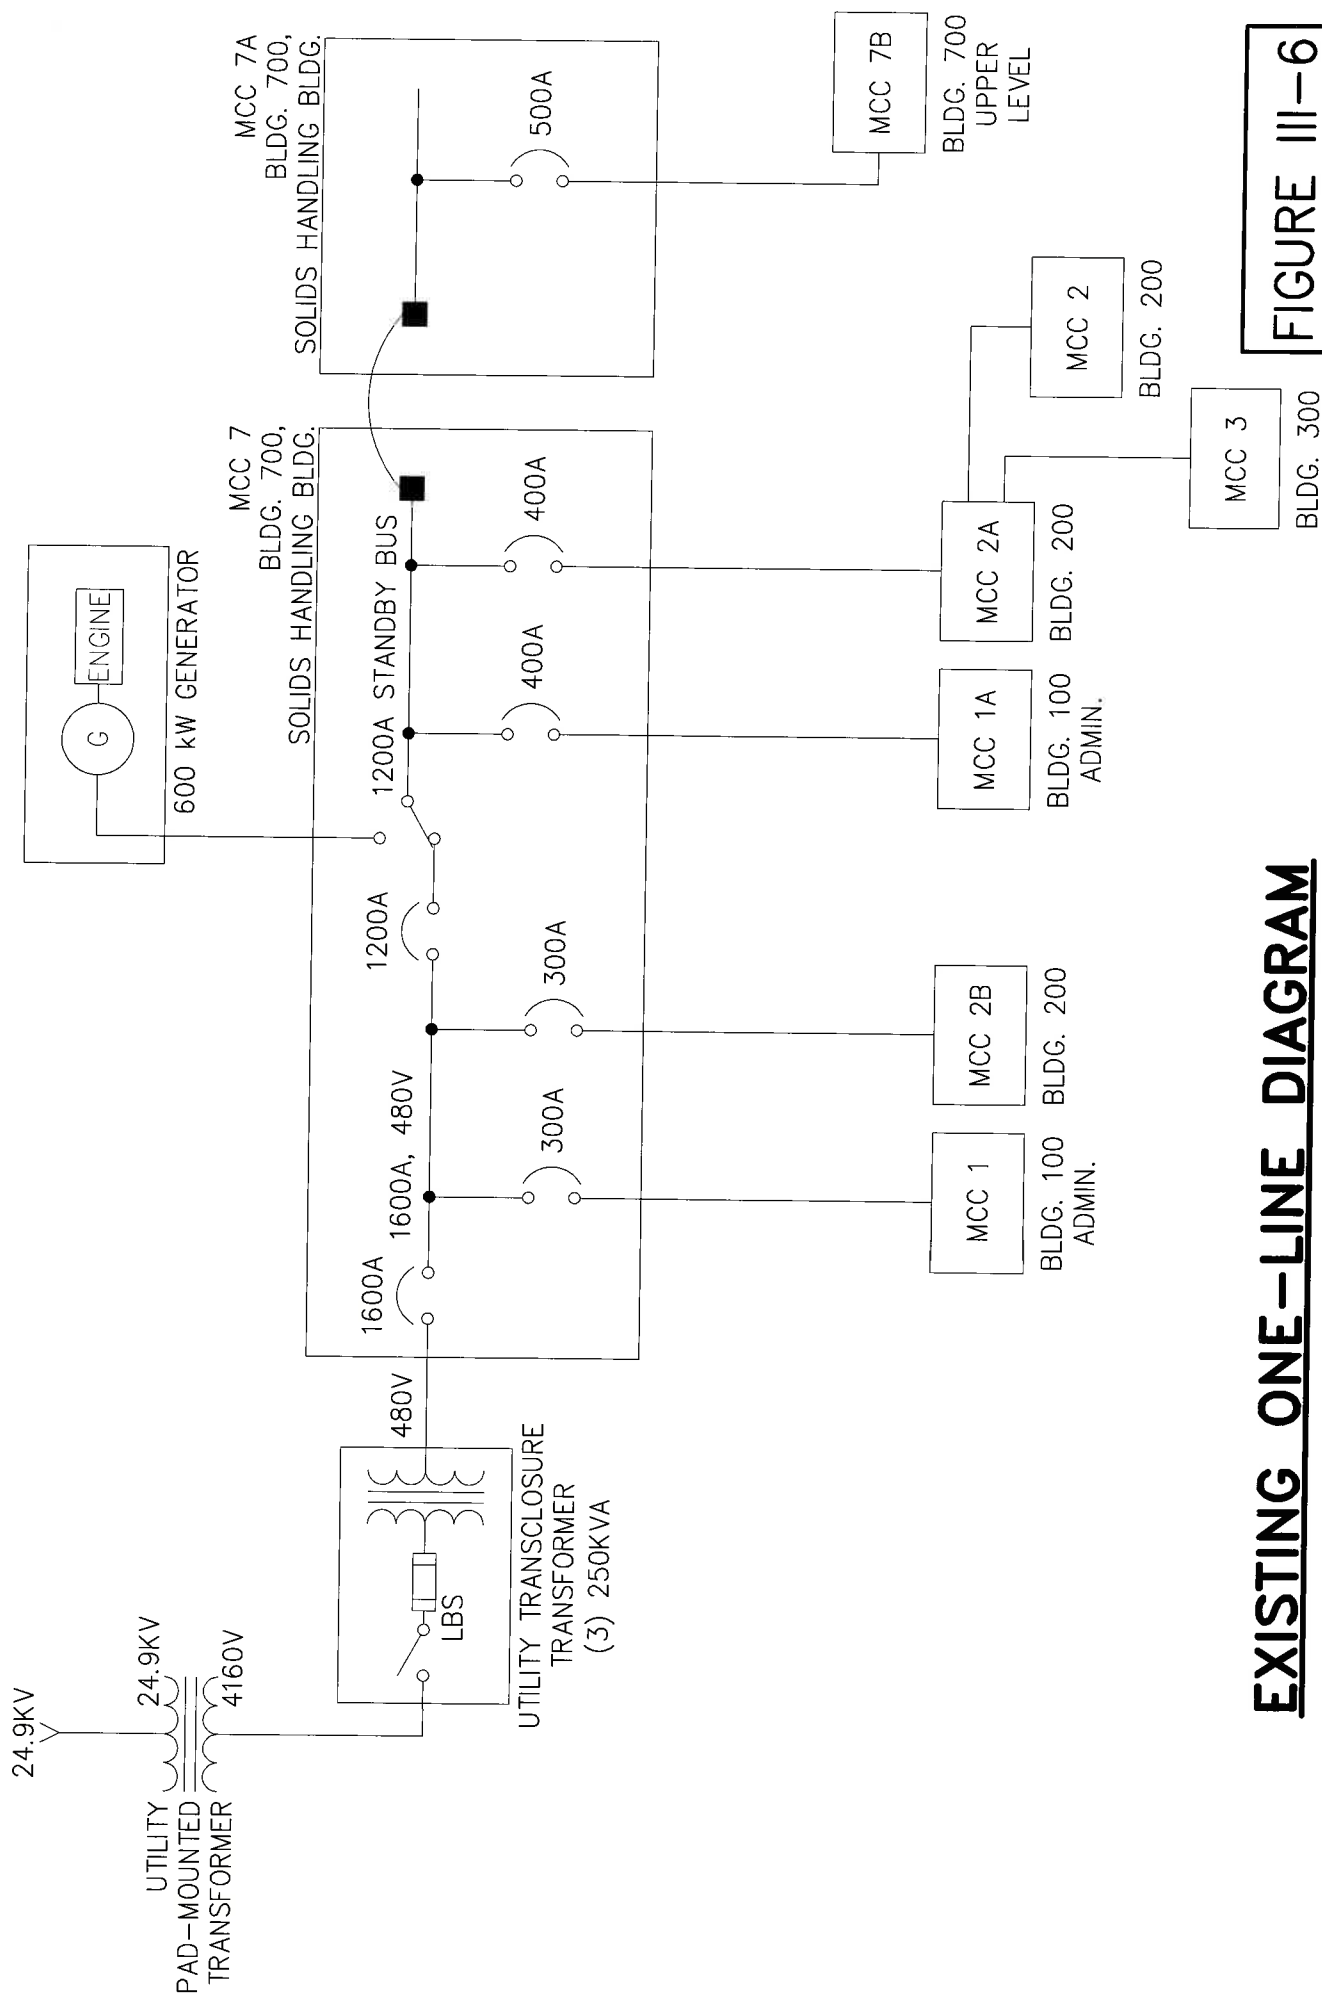 24.9KV
UTILITY
PAD-MOUNTED
TRANSFORMER
24.9KV
4160V
LBS
UTILITY TRANSCLOSURE
TRANSFORMER
(3) 250KVA
480V
G
ENGINE
600 kW GENERATOR
MCC 7
BLDG. 700,
SOLIDS HANDLING BLDG.
1600A
1600A, 480V
300A
300A
1200A
1200A STANDBY BUS
400A
400A
MCC 7A
BLDG. 700,
SOLIDS HANDLING BLDG.
500A
MCC 1
BLDG. 100
ADMIN.
MCC 2B
BLDG. 200
MCC 1A
BLDG. 100
ADMIN.
MCC 2A
BLDG. 200
MCC 2
BLDG. 200
MCC 3
BLDG. 300
MCC 7B
BLDG. 700
UPPER
LEVEL
EXISTING ONE-LINE DIAGRAM
FIGURE III-6